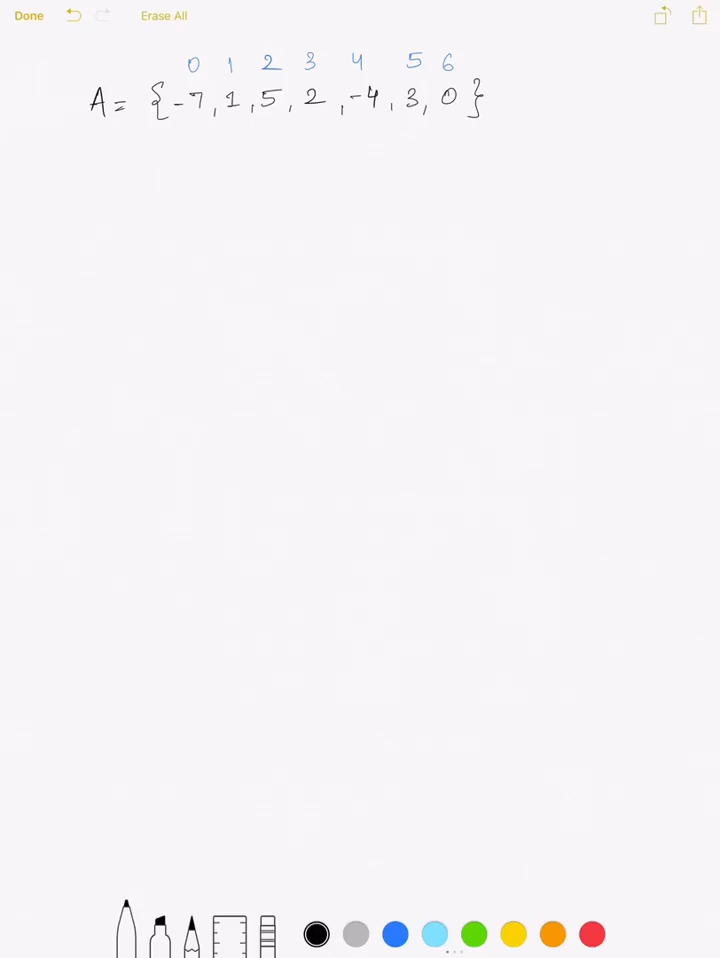 Done Erase All
0 1 2 3 4 5 6
A = {-7, 1, 5, 2, -4, 3, 0}